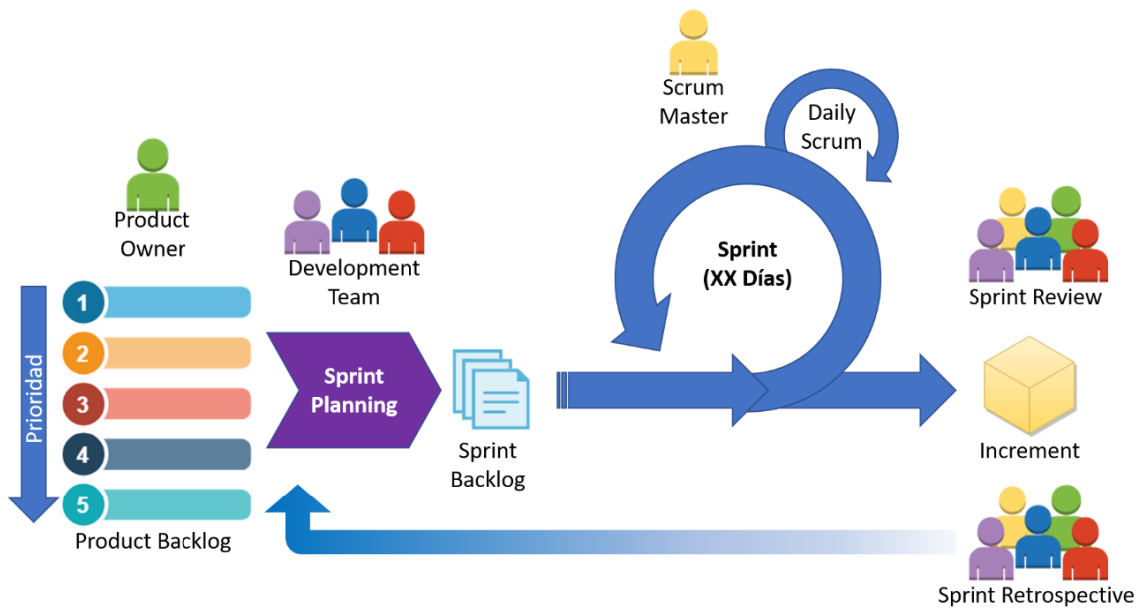 Scrum
Master
Daily
Scrum
Product
Owner
Development
Team
Sprint
(XX Días)
Sprint Review
Prioridad
1
2
3
4
5
Product Backlog
Sprint
Planning
Sprint
Backlog
Increment
Sprint Retrospective